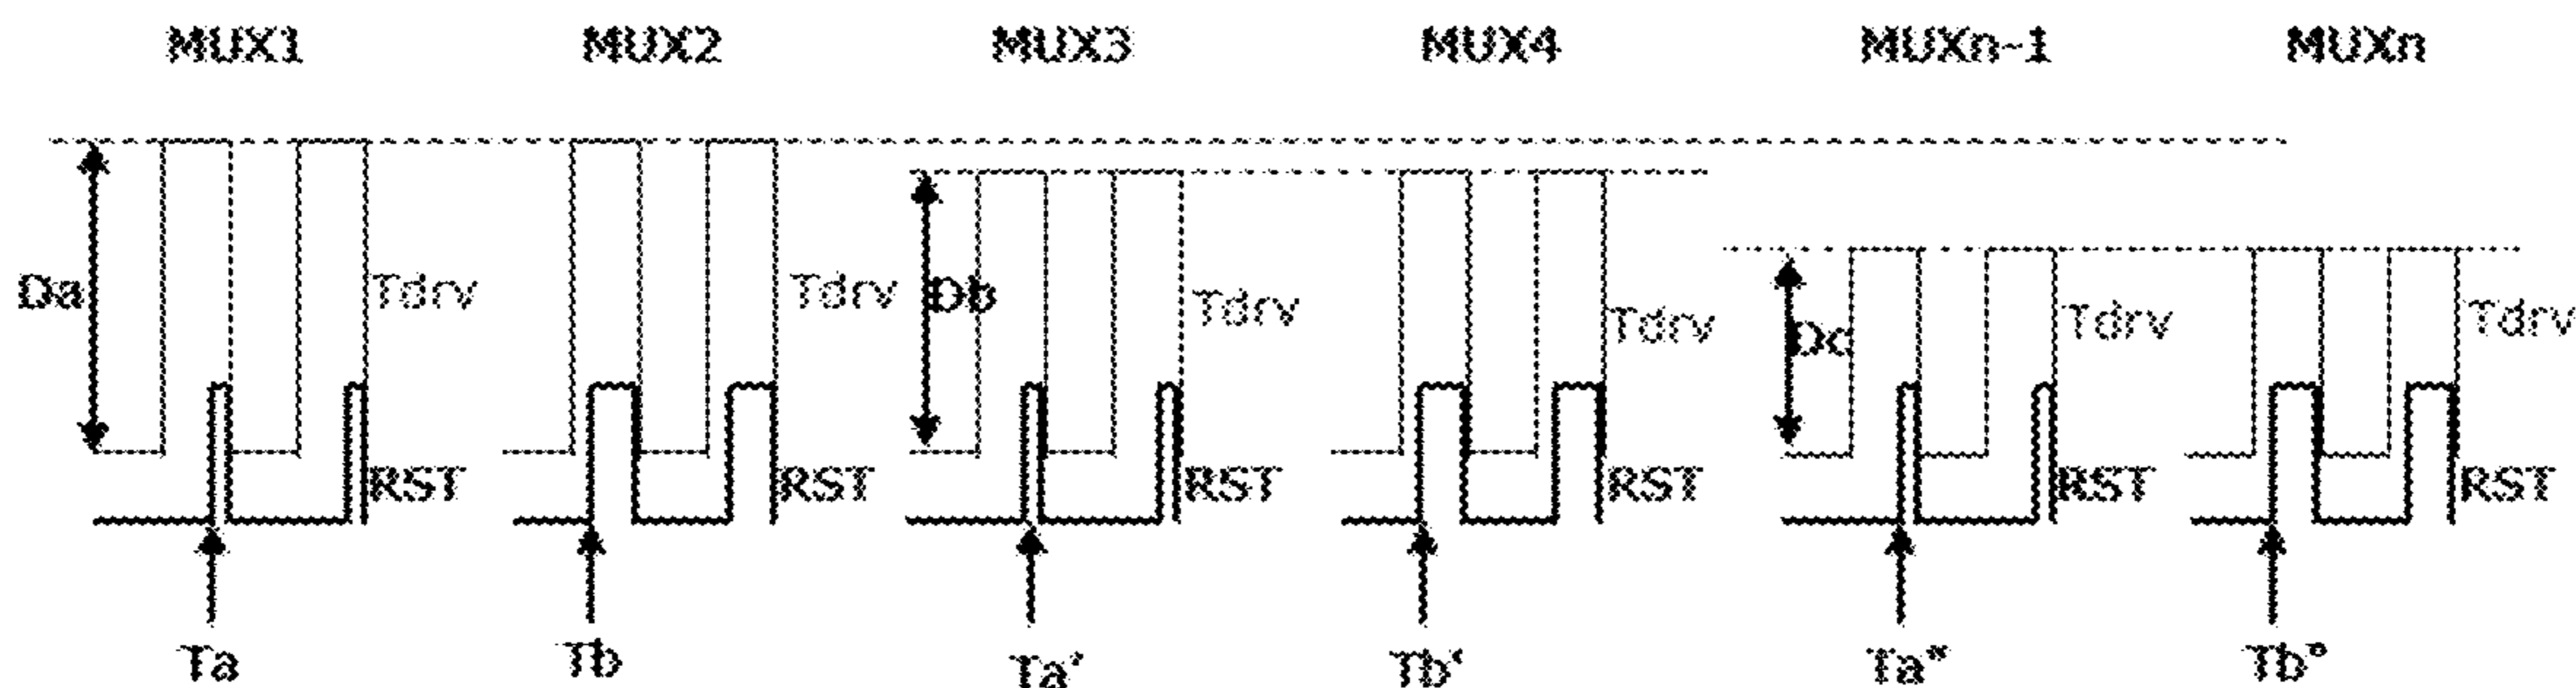 MUX1 MUX2 MUX3 MUX4 MUXn-1 MUXn
Da Tdrv Tdrv Db Tdrv Tdrv Dc Tdrv Tdrv
RST RST RST RST RST RST
Ta Tb Ta' Tb' Ta" Tb"